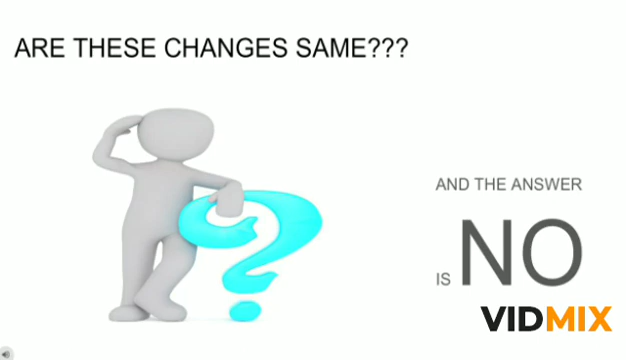 ARE THESE CHANGES SAME???
AND THE ANSWER
IS NO
VIDMIX